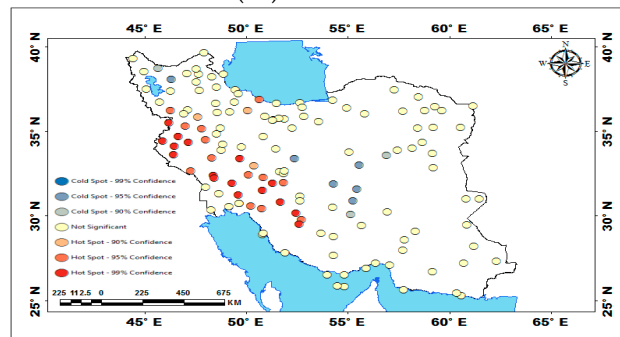 45° E 50° E 55° E 60° E 65° E
40° N 40° N
N
W E
S
35° N 35° N
30° N 30° N
25° N 25° N
Cold Spot - 99% Confidence
Cold Spot - 95% Confidence
Cold Spot - 90% Confidence
Not Significant
Hot Spot - 90% Confidence
Hot Spot - 95% Confidence
Hot Spot - 99% Confidence
225 112.5 0 225 450 675
KM
45° E 50° E 55° E 60° E 65° E